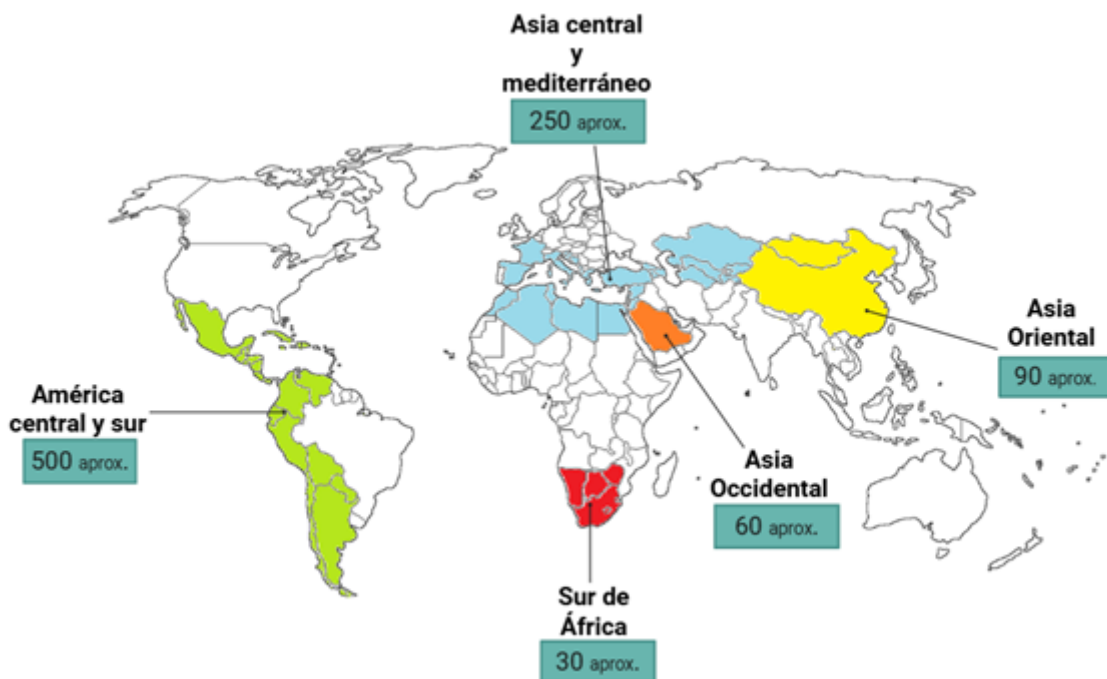 Asia central
y
mediterráneo
250 aprox.
Asia
Oriental
90 aprox.
América
central y sur
500 aprox.
Asia
Occidental
60 aprox.
Sur de
África
30 aprox.